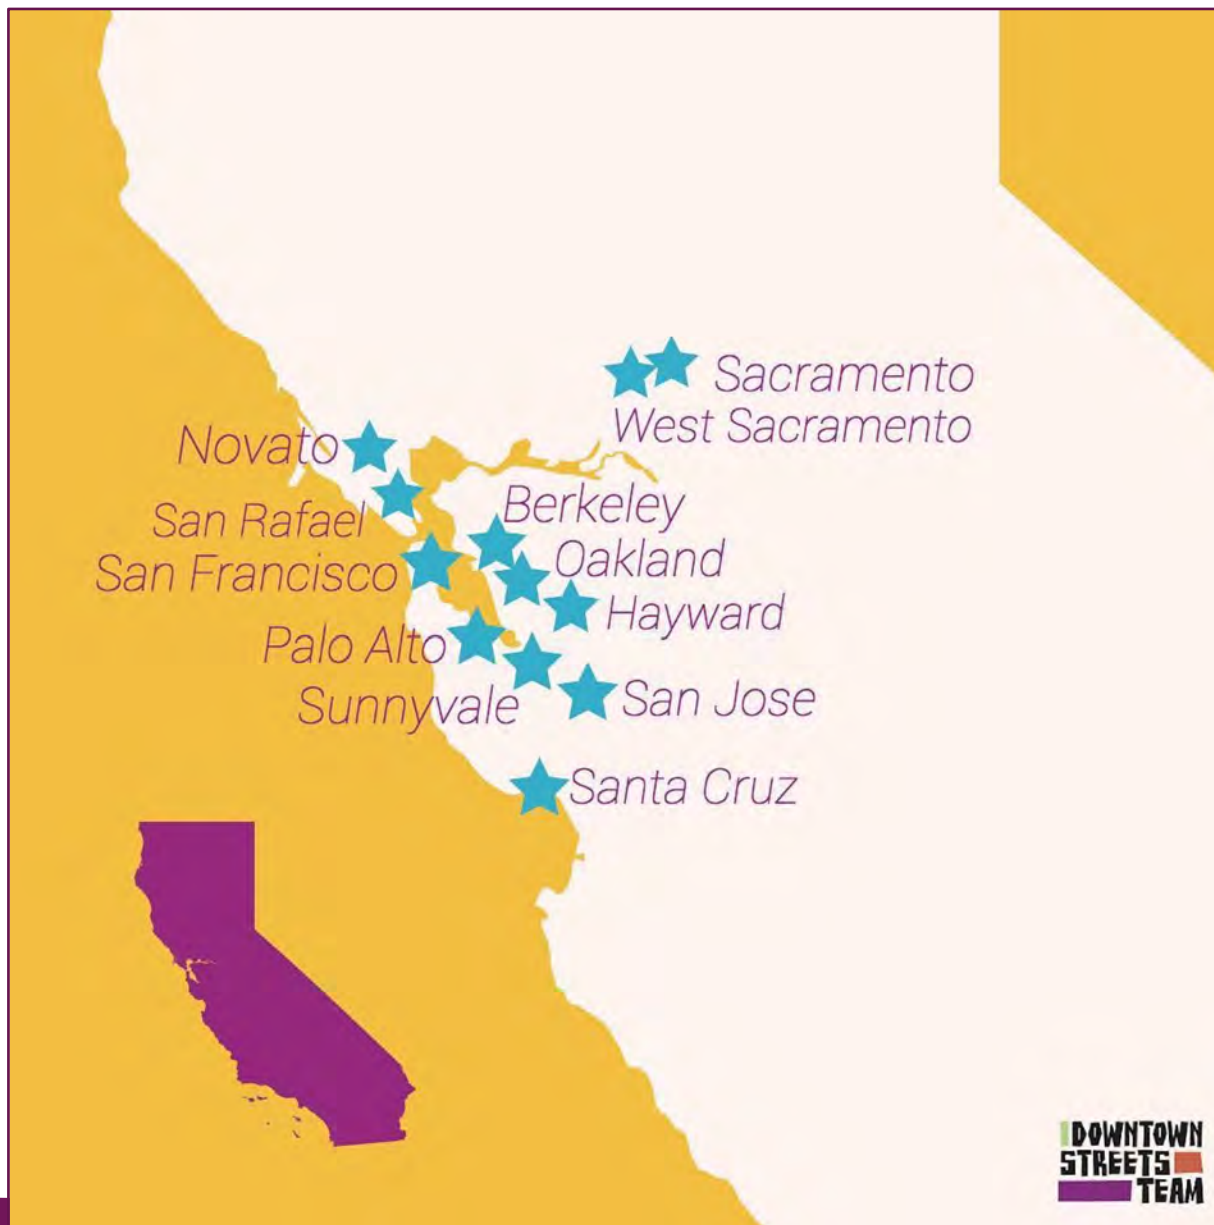 Sacramento
West Sacramento
Novato
San Rafael
Berkeley
San Francisco
Oakland
Hayward
Palo Alto
Sunnyvale
San Jose
Santa Cruz
DOWNTOWN
STREETS
TEAM